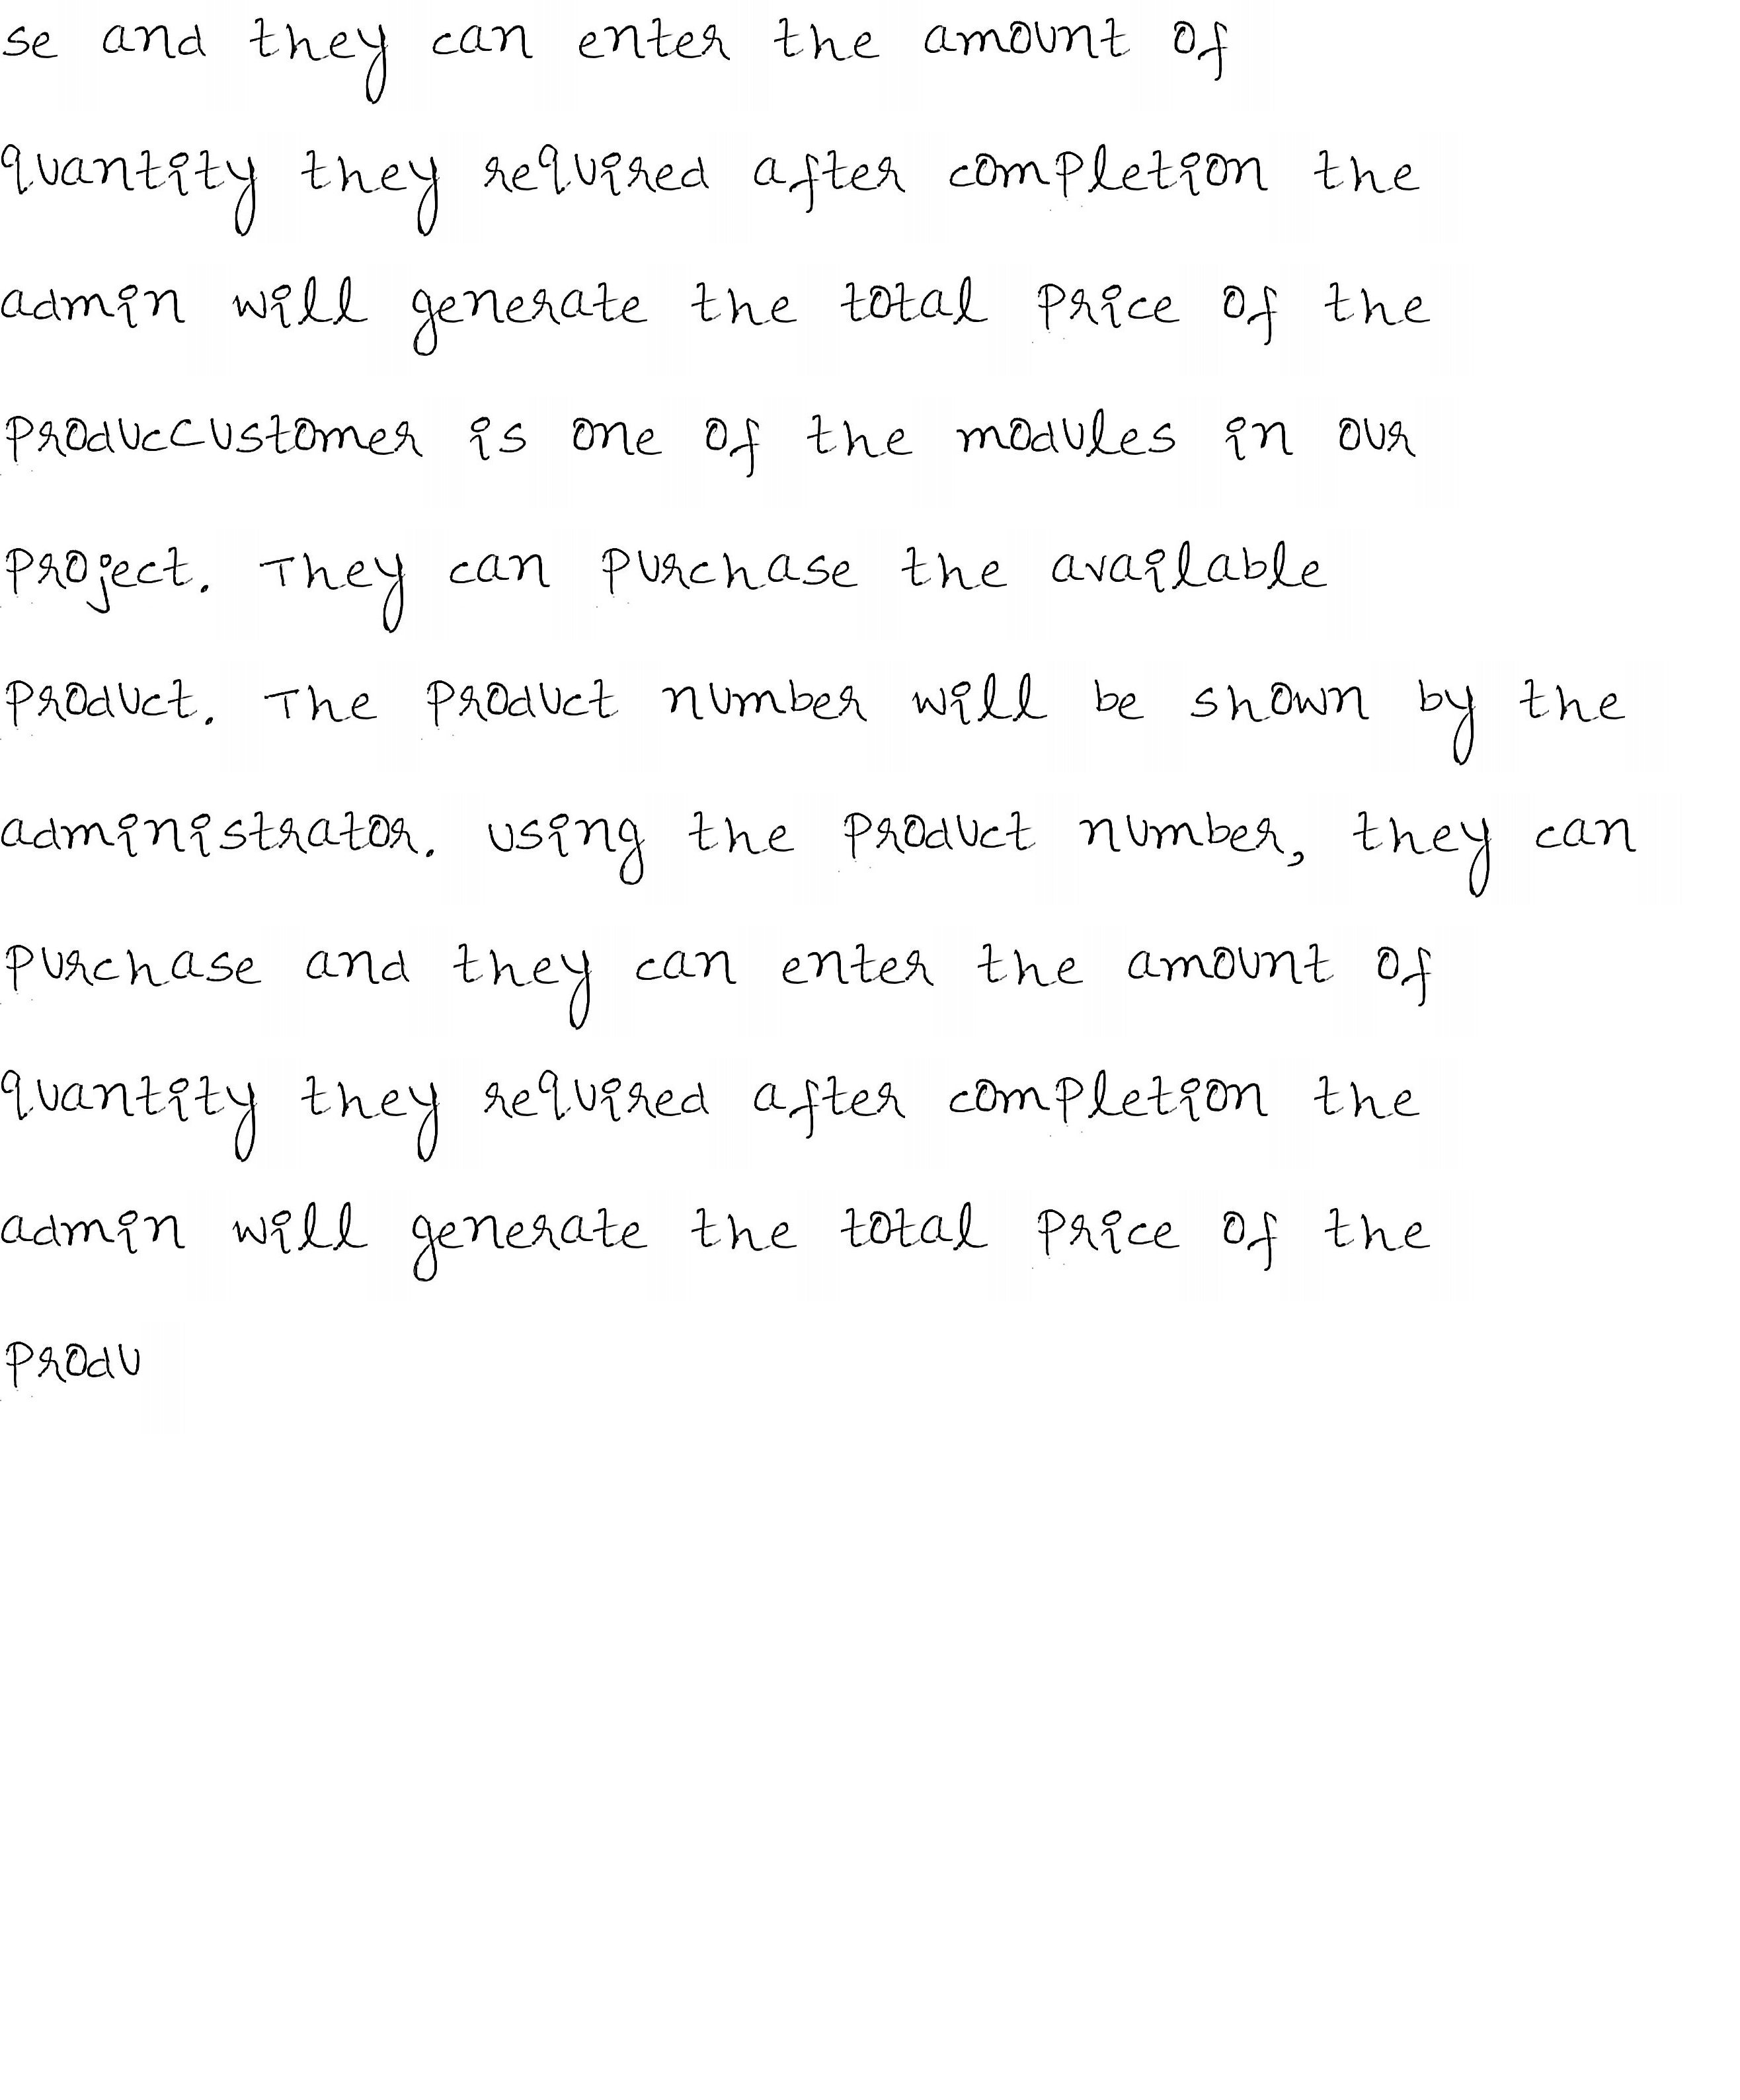 se and they can enter the amount of
quantity they required after completion the
admin will generate the total price of the
produccustomer is one of the modules in our
project. They can purchase the available
product. The product number will be shown by the
administrator. using the product number, they can
purchase and they can enter the amount of
quantity they required after completion the
admin will generate the total price of the
produ